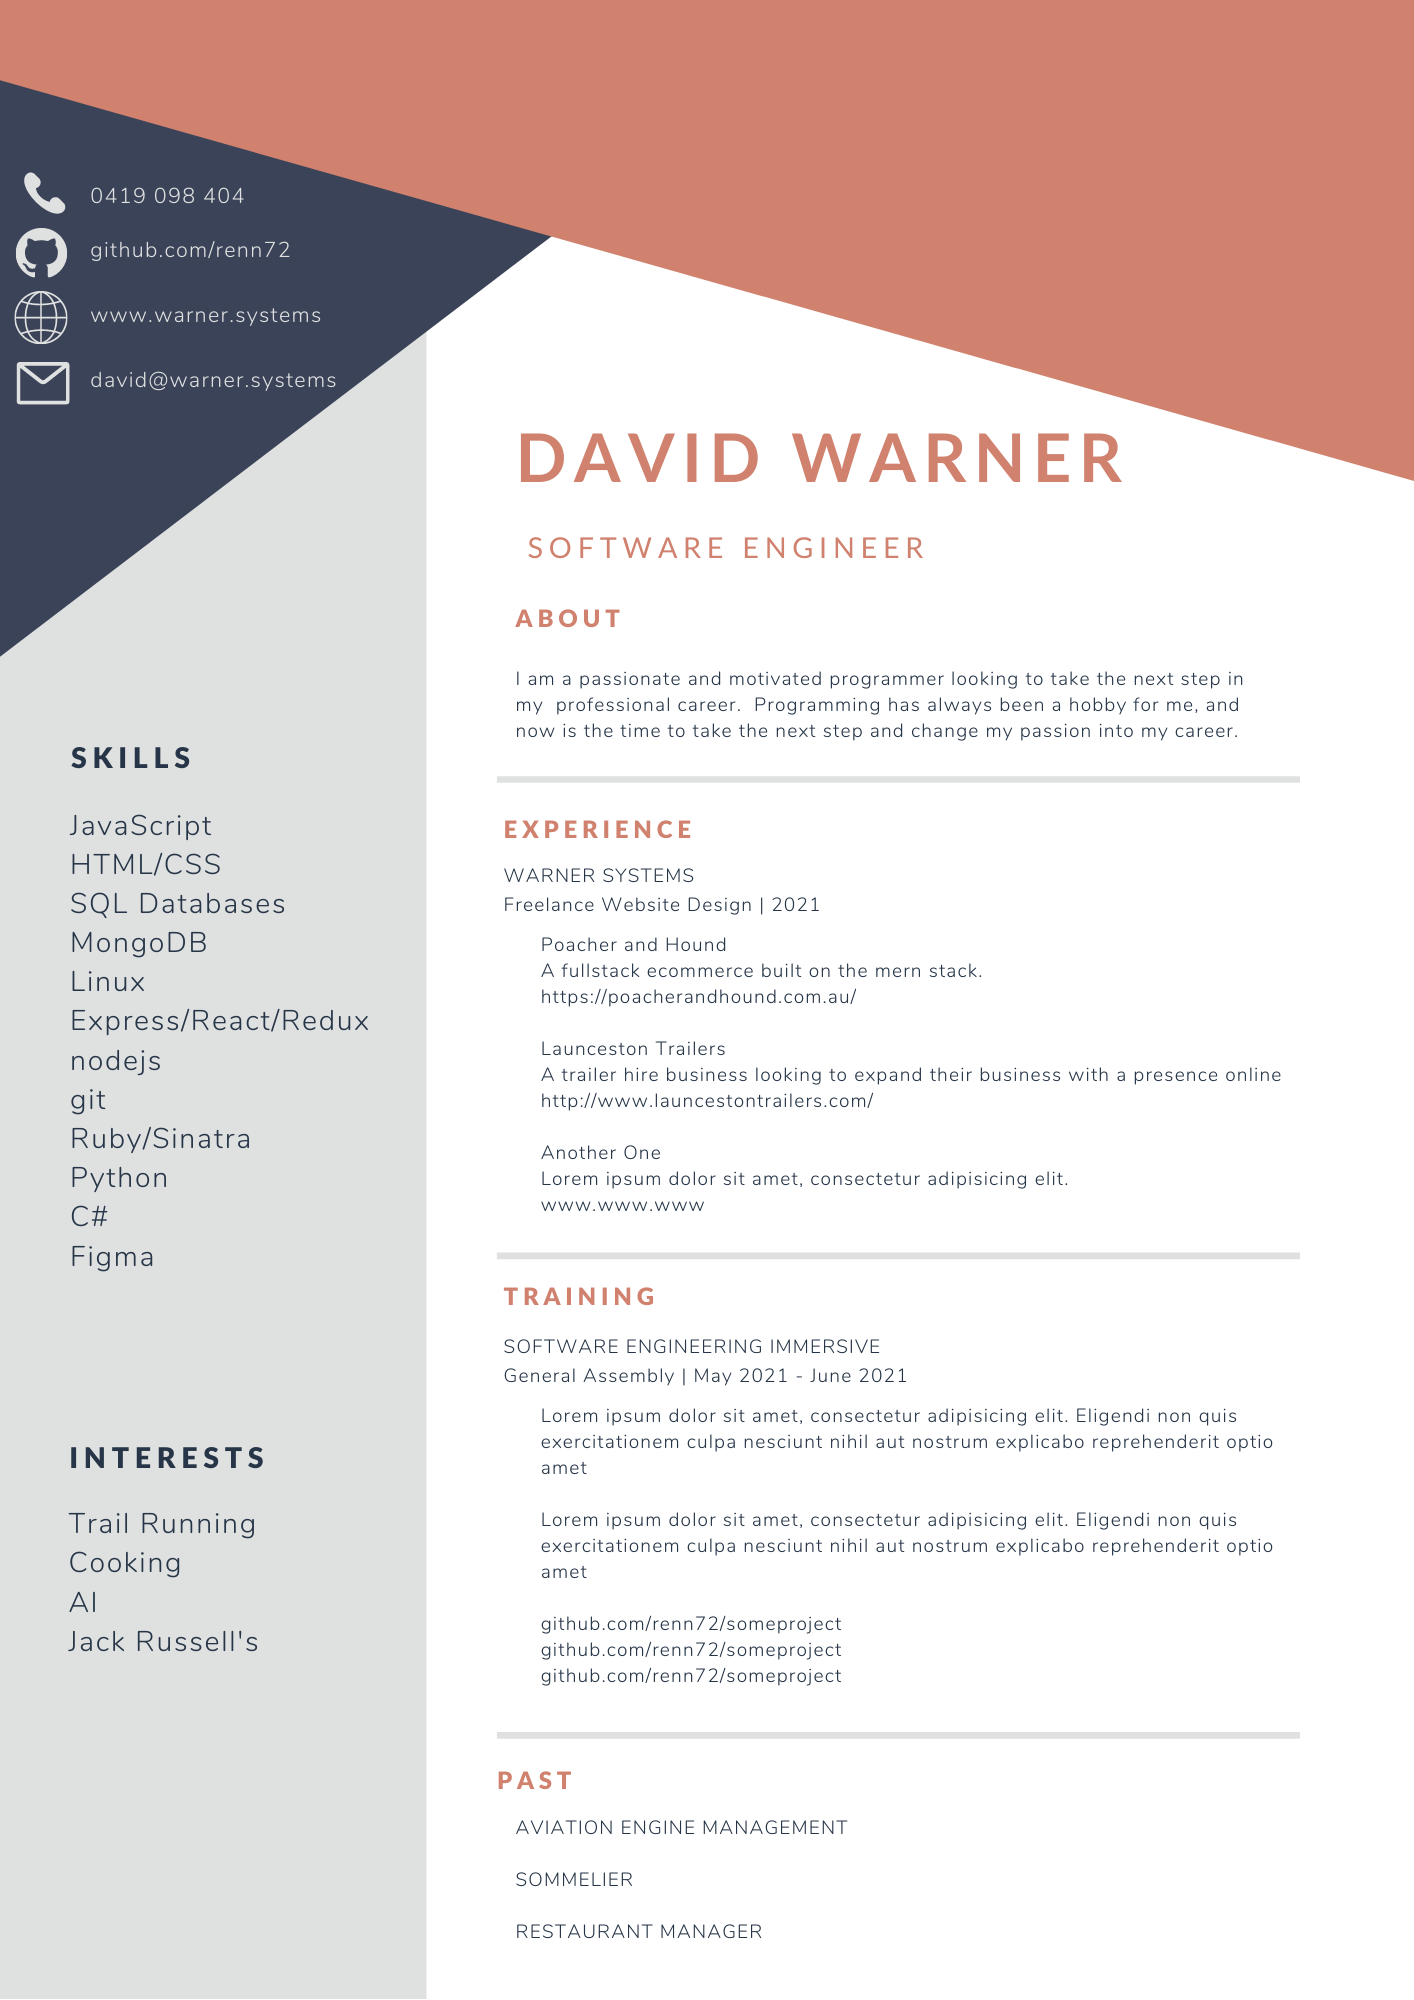 0419 098 404
github.com/renn72
www.warner.systems
david@warner.systems
DAVID WARNER
SOFTWARE ENGINEER
ABOUT
I am a passionate and motivated programmer looking to take the next step in
my  professional career.  Programming has always been a hobby for me, and
now is the time to take the next step and change my passion into my career.
SKILLS
JavaScript
HTML/CSS
SQL Databases
MongoDB
Linux
Express/React/Redux
nodejs
git
Ruby/Sinatra
Python
C#
Figma
INTERESTS
Trail Running
Cooking
AI
Jack Russell's
EXPERIENCE
WARNER SYSTEMS
Freelance Website Design | 2021
Poacher and Hound
A fullstack ecommerce built on the mern stack.
https://poacherandhound.com.au/
Launceston Trailers
A trailer hire business looking to expand their business with a presence online
http://www.launcestontrailers.com/
Another One
Lorem ipsum dolor sit amet, consectetur adipisicing elit.
www.www.www
TRAINING
SOFTWARE ENGINEERING IMMERSIVE
General Assembly | May 2021 - June 2021
Lorem ipsum dolor sit amet, consectetur adipisicing elit. Eligendi non quis
exercitationem culpa nesciunt nihil aut nostrum explicabo reprehenderit optio
amet
Lorem ipsum dolor sit amet, consectetur adipisicing elit. Eligendi non quis
exercitationem culpa nesciunt nihil aut nostrum explicabo reprehenderit optio
amet
github.com/renn72/someproject
github.com/renn72/someproject
github.com/renn72/someproject
PAST
AVIATION ENGINE MANAGEMENT
SOMMELIER
RESTAURANT MANAGER